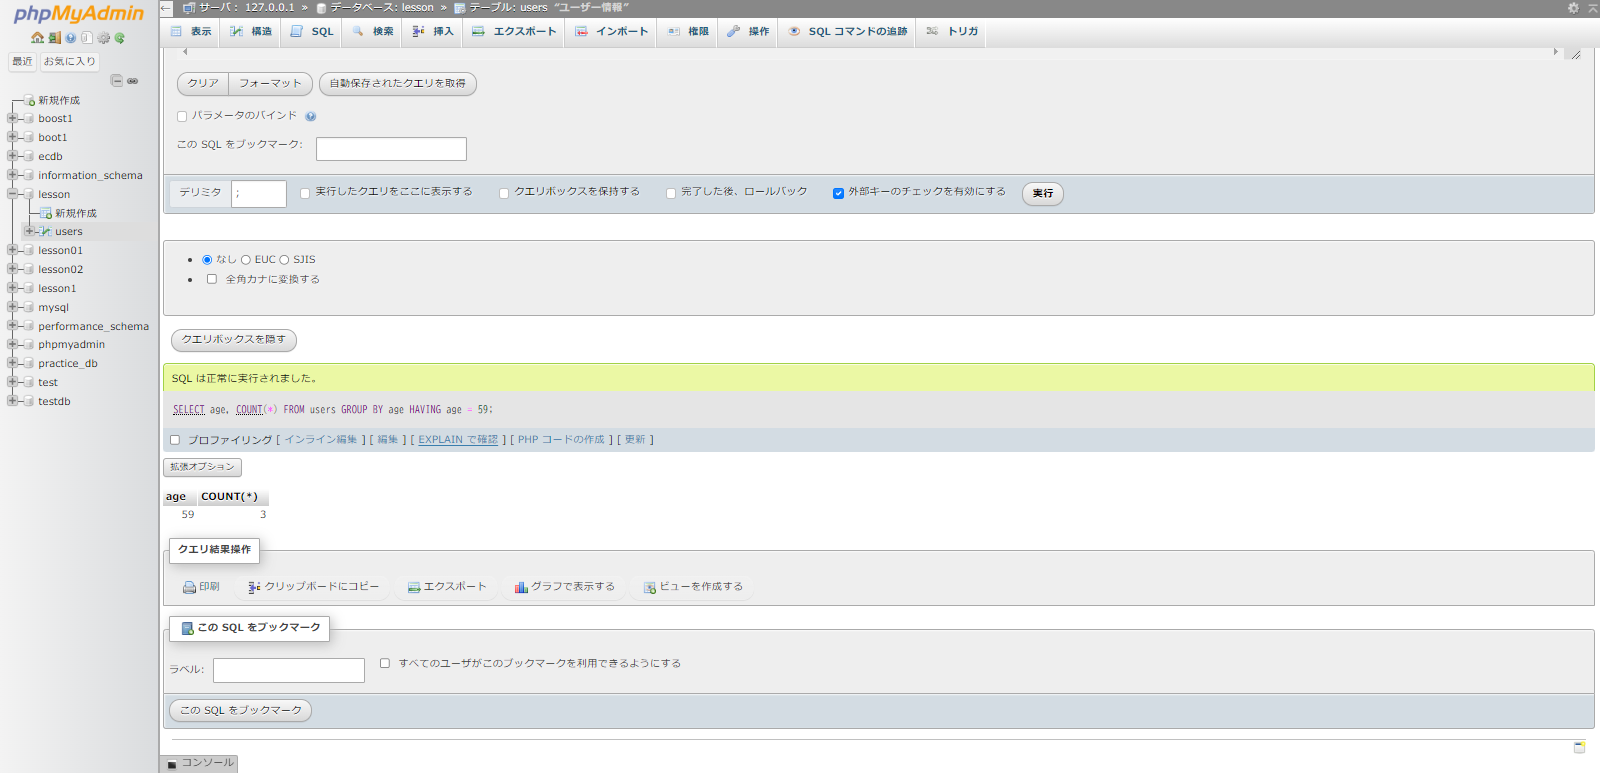 phpMyAdmin
最近 お気に入り
新規作成
boost1
boot1
ecdb
information_schema
lesson
新規作成
users
lesson01
lesson02
lesson1
mysql
performance_schema
phpmyadmin
practice_db
test
testdb
サーバ: 127.0.0.1 » データベース: lesson » テーブル: users "ユーザー情報"
表示 構造 SQL 検索 挿入 エクスポート インポート 権限 操作 SQL コマンドの追跡 トリガ
クリア フォーマット 自動保存されたクエリを取得
パラメータのバインド
この SQL をブックマーク:
デリミタ ; 実行したクエリをここに表示する クエリボックスを保持する 完了した後、ロールバック 外部キーのチェックを有効にする 実行
なし EUC SJIS
全角カナに変換する
クエリボックスを隠す
SQL は正常に実行されました。
SELECT age, COUNT(*) FROM users GROUP BY age HAVING age = 59;
プロファイリング [ インライン編集 ] [ 編集 ] [ EXPLAIN で確認 ] [ PHP コードの作成 ] [ 更新 ]
拡張オプション
age COUNT(*)
59 3
クエリ結果操作
印刷 クリップボードにコピー エクスポート グラフで表示する ビューを作成する
この SQL をブックマーク
ラベル: すべてのユーザがこのブックマークを利用できるようにする
この SQL をブックマーク
コンソール